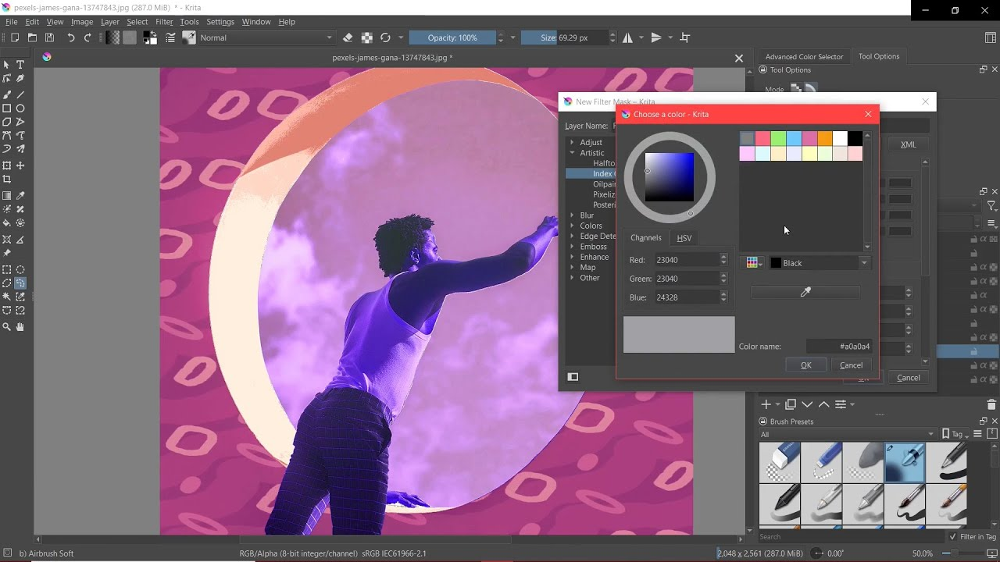 pexels-james-gana-13747843.jpg (287.0 MiB) * - Krita
File Edit View Image Layer Select Filter Tools Settings Window Help
Normal Opacity: 100% Size: 69.29 px
pexels-james-gana-13747843.jpg *
Advanced Color Selector Tool Options
Tool Options
Mode
New Filter Mask – Krita
Choose a color - Krita
Layer Name:
XML
Adjust
Artistic
Halfto
Index
Oilpai
Pixeliz
Posteri
Blur
Colors
Edge Dete
Emboss
Enhance
Map
Other
Channels HSV
Red: 23040
Green: 23040
Blue: 24328
Black
Color name: #a0a0a4
OK Cancel
Cancel
Brush Presets
All Tag
Search Filter in Tag
b) Airbrush Soft RGB/Alpha (8-bit integer/channel) sRGB IEC61966-2.1 2,048 x 2,561 (287.0 MiB) 0.00° 50.0%